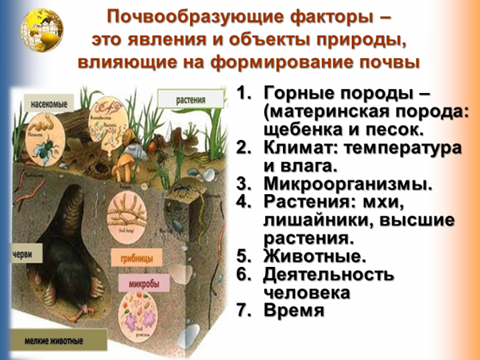 Почвообразующие факторы –
это явления и объекты природы,
влияющие на формирование почвы
насекомые
растения
черви
грибницы
микробы
мелкие животные
1. Горные породы –
(материнская порода:
щебенка и песок.
2. Климат: температура
и влага.
3. Микроорганизмы.
4. Растения: мхи,
лишайники, высшие
растения.
5. Животные.
6. Деятельность
человека
7. Время